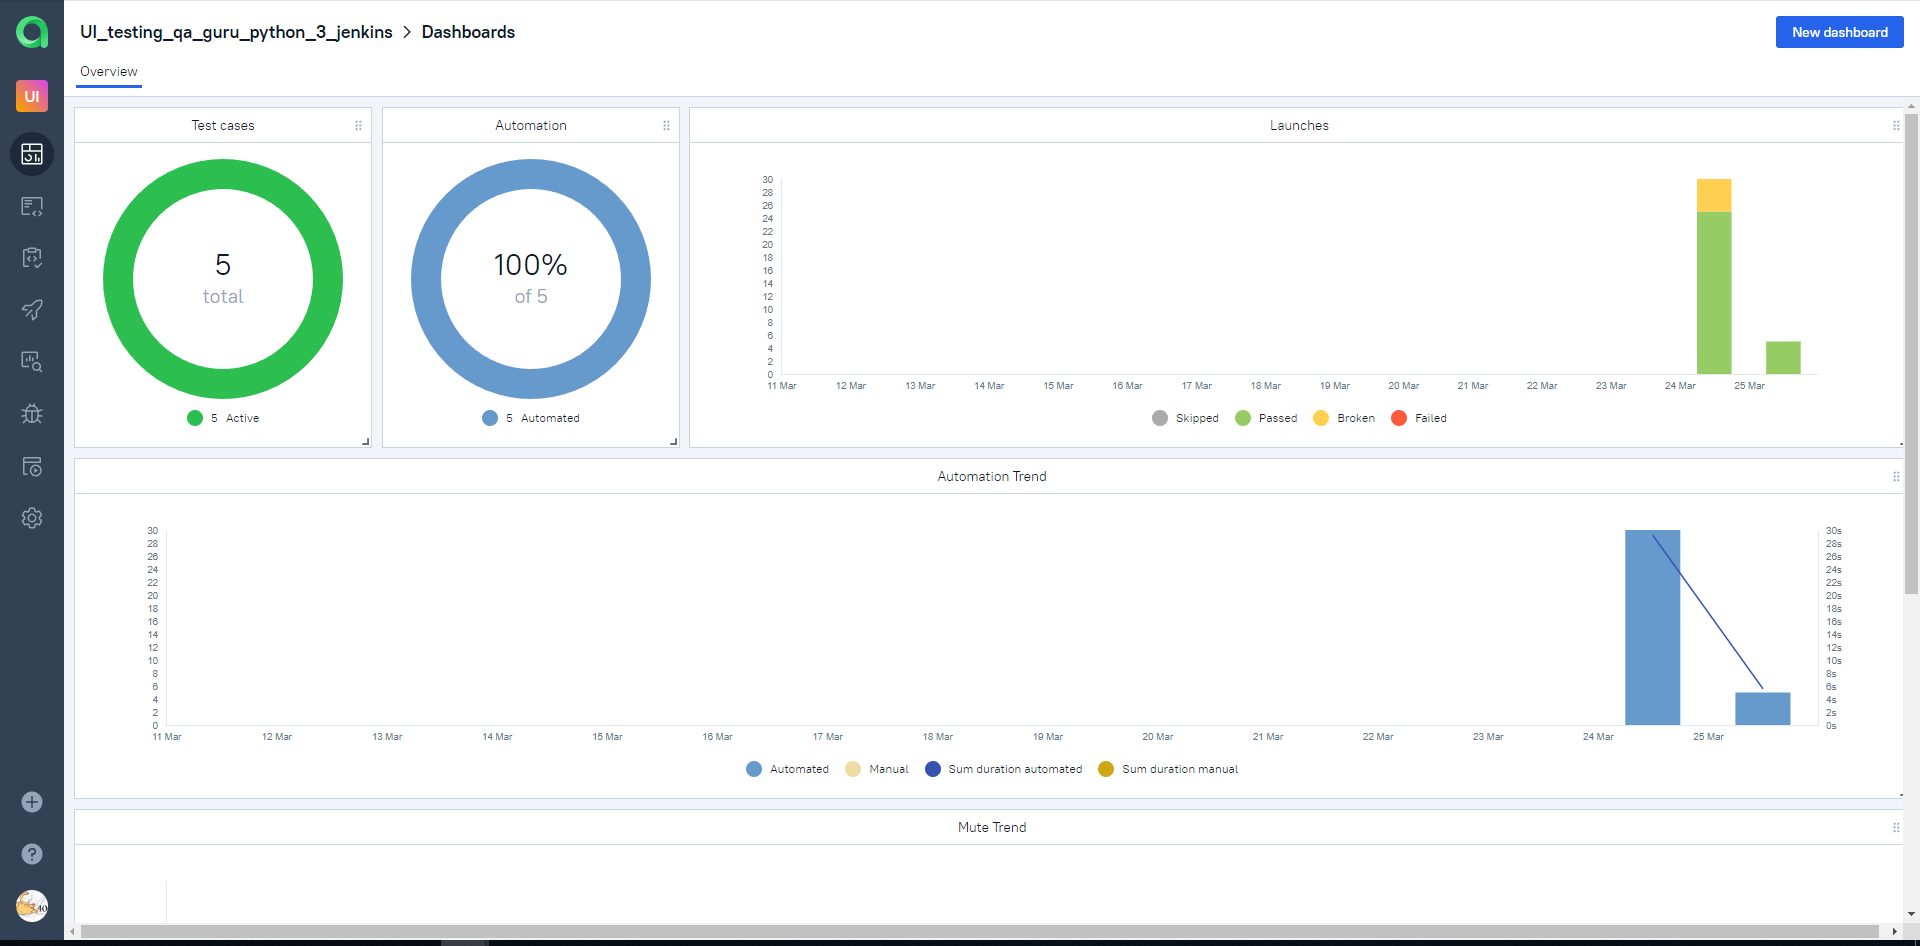 UI_testing_qa_guru_python_3_jenkins > Dashboards
New dashboard
Overview
UI
Test cases
5
total
5 Active
Automation
100%
of 5
5 Automated
Launches
30
28
26
24
22
20
18
16
14
12
10
8
6
4
2
0
11 Mar 12 Mar 13 Mar 14 Mar 15 Mar 16 Mar 17 Mar 18 Mar 19 Mar 20 Mar 21 Mar 22 Mar 23 Mar 24 Mar 25 Mar
Skipped Passed Broken Failed
Automation Trend
30 30s
28 28s
26 26s
24 24s
22 22s
20 20s
18 18s
16 16s
14 14s
12 12s
10 10s
8 8s
6 6s
4 4s
2 2s
0 0s
11 Mar 12 Mar 13 Mar 14 Mar 15 Mar 16 Mar 17 Mar 18 Mar 19 Mar 20 Mar 21 Mar 22 Mar 23 Mar 24 Mar 25 Mar
Automated Manual Sum duration automated Sum duration manual
Mute Trend